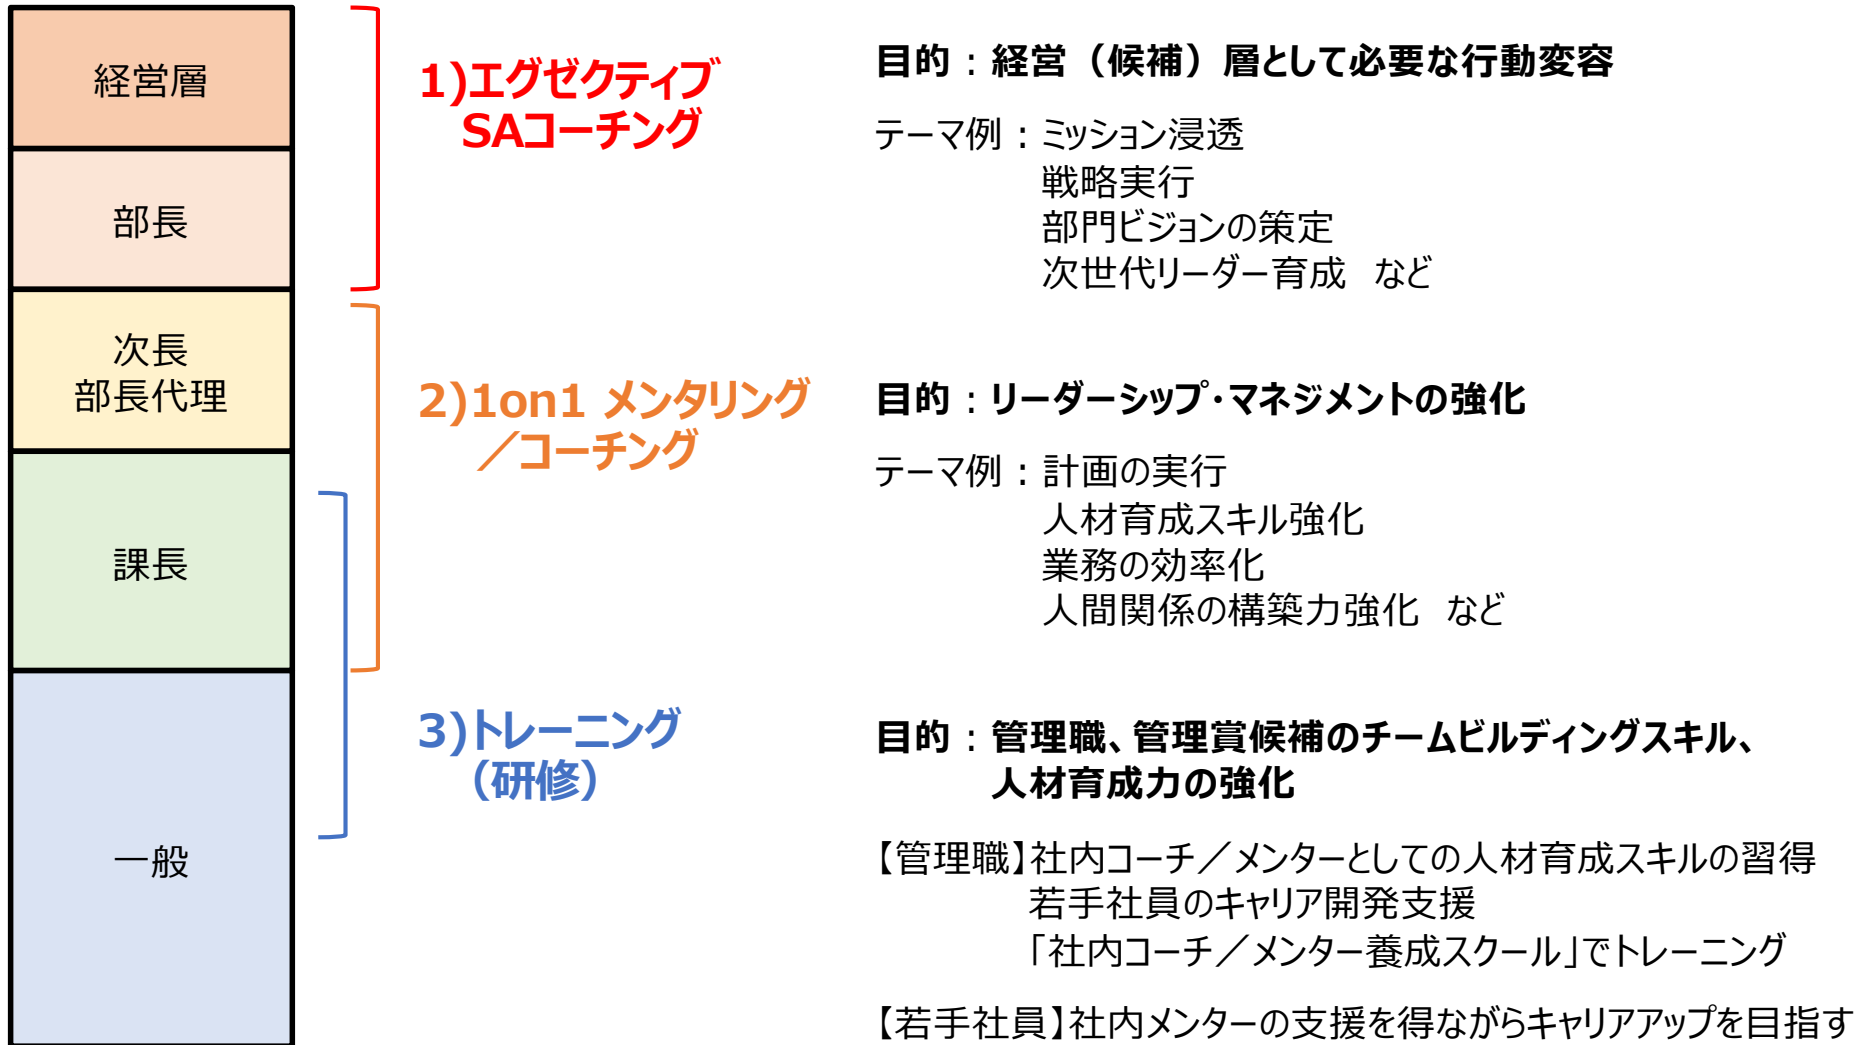 経営層
部長
次長
部長代理
課長
一般
1)エグゼクティブ
SAコーチング
目的：経営（候補）層として必要な行動変容
テーマ例：ミッション浸透
戦略実行
部門ビジョンの策定
次世代リーダー育成　など
2)1on1 メンタリング
／コーチング
目的：リーダーシップ・マネジメントの強化
テーマ例：計画の実行
人材育成スキル強化
業務の効率化
人間関係の構築力強化　など
3)トレーニング
（研修）
目的：管理職、管理賞候補のチームビルディングスキル、
人材育成力の強化
【管理職】社内コーチ／メンターとしての人材育成スキルの習得
若手社員のキャリア開発支援
「社内コーチ／メンター養成スクール」でトレーニング
【若手社員】社内メンターの支援を得ながらキャリアアップを目指す